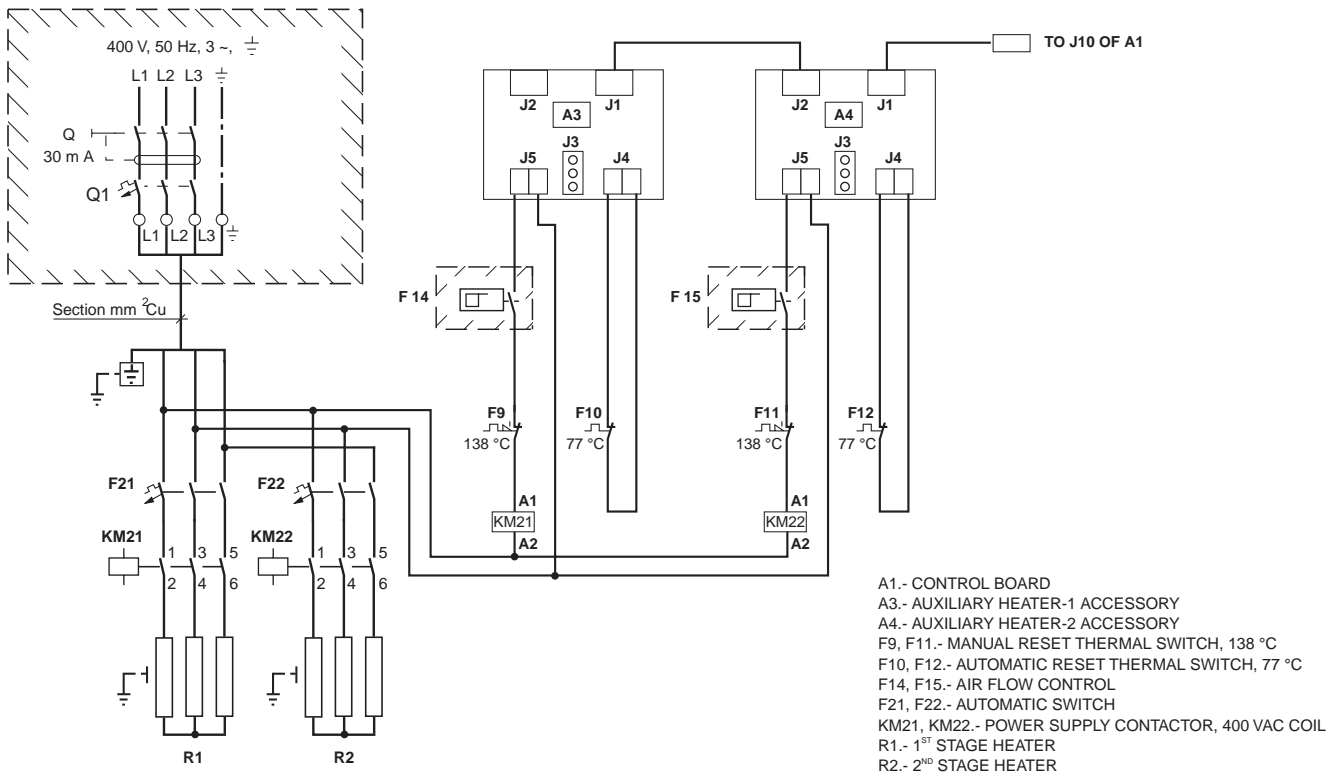 400 V, 50 Hz, 3 ~,
L1 L2 L3
Q
30 m A
Q1
L1 L2 L3
Section mm ²Cu
TO J10 OF A1
J2 J1
A3
J3
J5 J4
J2 J1
A4
J3
J5 J4
F 14
F 15
F9
138 °C
F10
77 °C
F11
138 °C
F12
77 °C
A1
KM21
A2
A1
KM22
A2
F21
F22
KM21
1 3 5
2 4 6
KM22
1 3 5
2 4 6
R1
R2
A1.- CONTROL BOARD
A3.- AUXILIARY HEATER-1 ACCESSORY
A4.- AUXILIARY HEATER-2 ACCESSORY
F9, F11.- MANUAL RESET THERMAL SWITCH, 138 °C
F10, F12.- AUTOMATIC RESET THERMAL SWITCH, 77 °C
F14, F15.- AIR FLOW CONTROL
F21, F22.- AUTOMATIC SWITCH
KM21, KM22.- POWER SUPPLY CONTACTOR, 400 VAC COIL
R1.- 1ST STAGE HEATER
R2.- 2ND STAGE HEATER